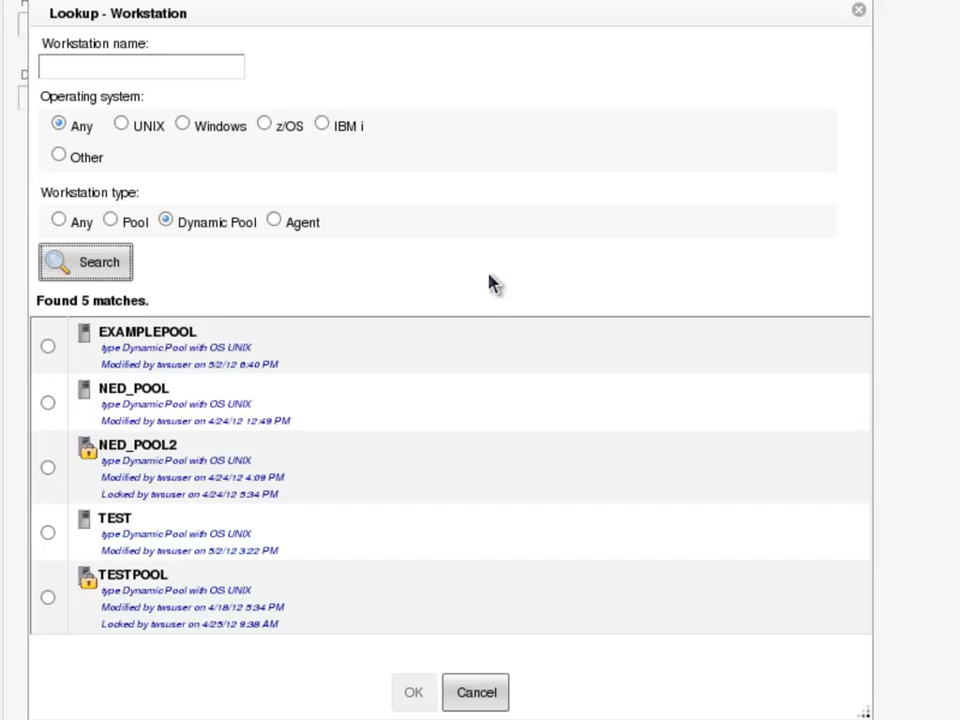 Lookup - Workstation
Workstation name:
Operating system:
Any UNIX Windows z/OS IBM i
Other
Workstation type:
Any Pool Dynamic Pool Agent
Search
Found 5 matches.
EXAMPLEPOOL
type Dynamic Pool with OS UNIX
Modified by twsuser on 5/2/12 6:40 PM
NED_POOL
type Dynamic Pool with OS UNIX
Modified by twsuser on 4/24/12 12:49 PM
NED_POOL2
type Dynamic Pool with OS UNIX
Modified by twsuser on 4/24/12 4:09 PM
Locked by twsuser on 4/24/12 5:34 PM
TEST
type Dynamic Pool with OS UNIX
Modified by twsuser on 5/2/12 3:22 PM
TESTPOOL
type Dynamic Pool with OS UNIX
Modified by twsuser on 4/18/12 5:34 PM
Locked by twsuser on 4/25/12 9:38 AM
OK Cancel